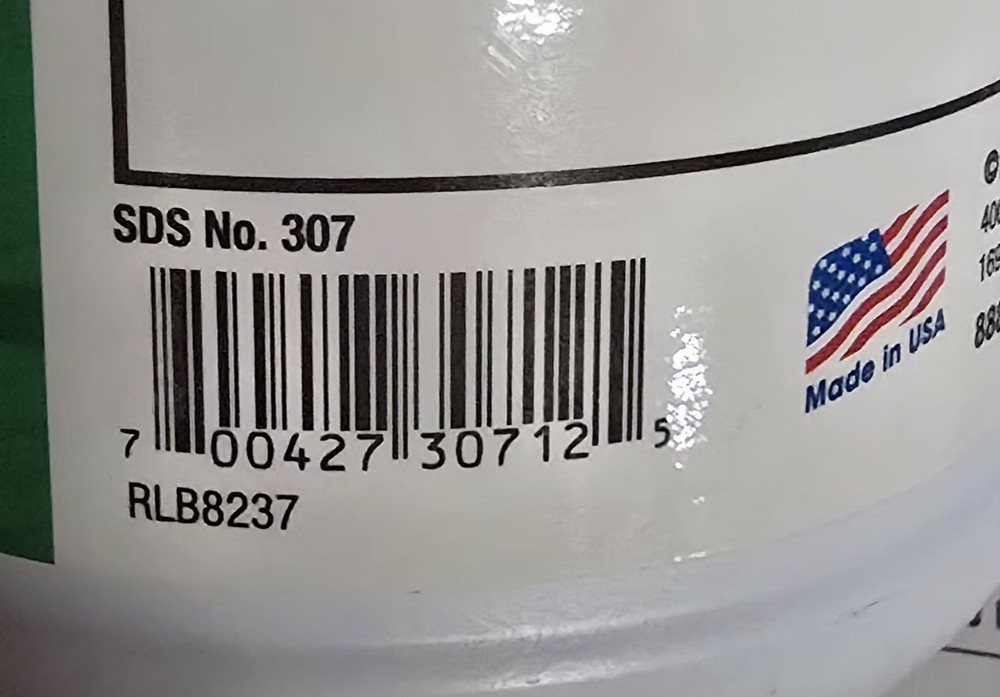 SDS No. 307
7 00427 30712 5
RLB8237
Made in USA